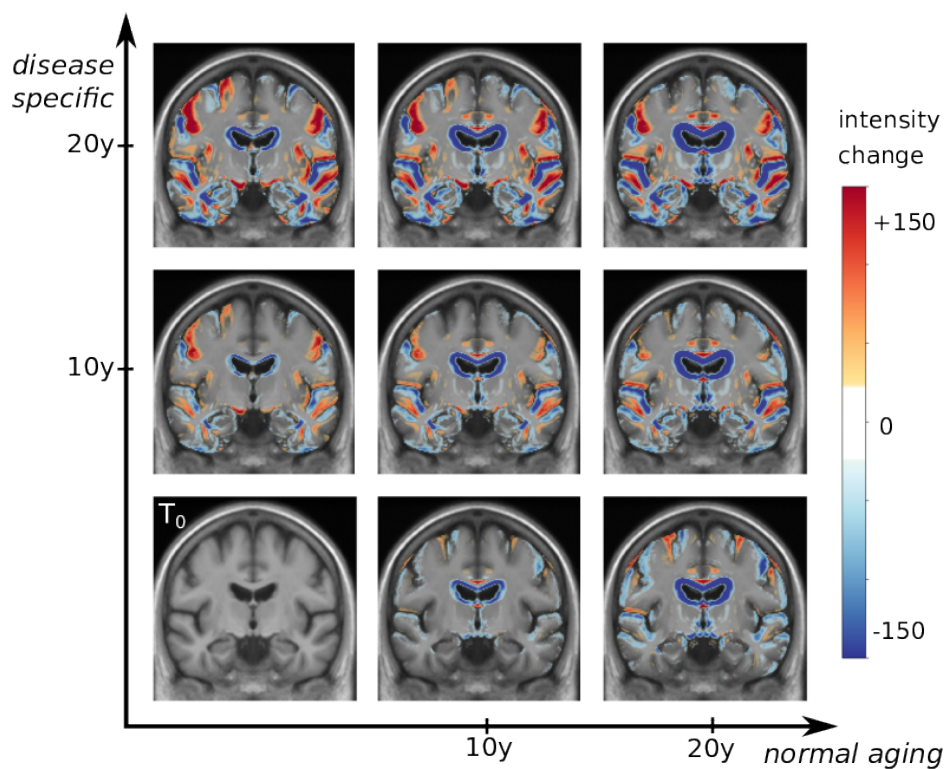 disease
specific
20y
10y
T₀
10y
20y
normal aging
intensity
change
+150
0
-150